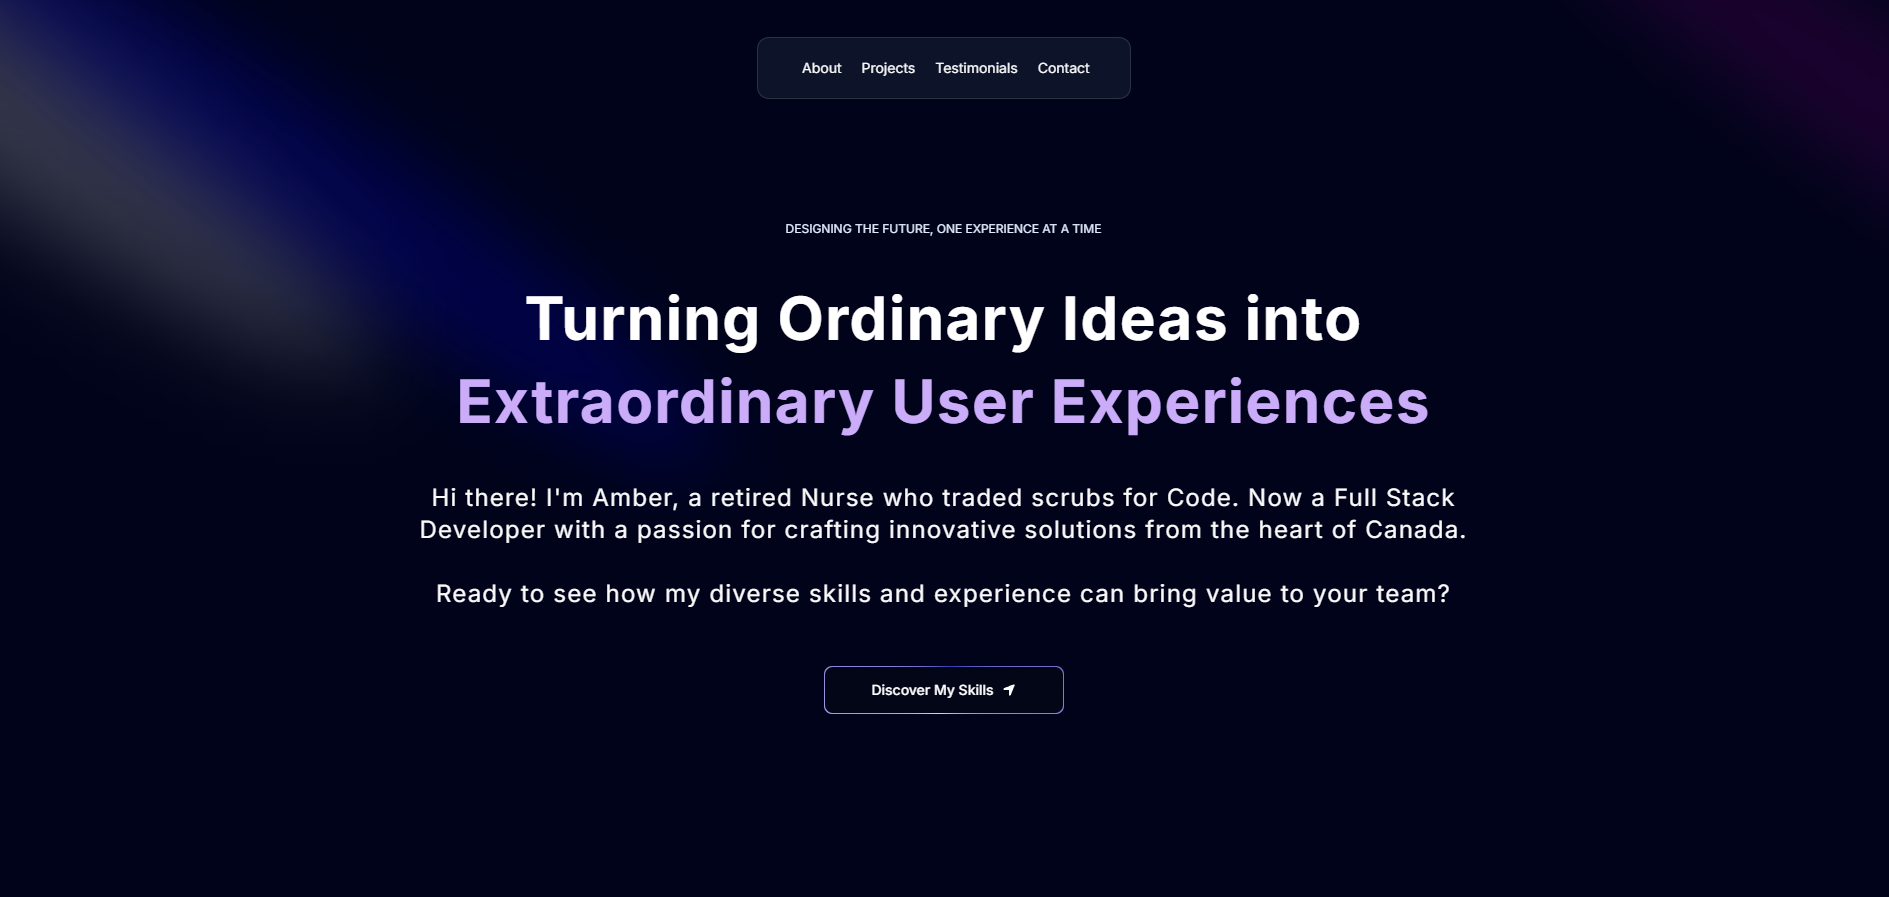 About Projects Testimonials Contact
DESIGNING THE FUTURE, ONE EXPERIENCE AT A TIME
Turning Ordinary Ideas into
Extraordinary User Experiences
Hi there! I'm Amber, a retired Nurse who traded scrubs for Code. Now a Full Stack
Developer with a passion for crafting innovative solutions from the heart of Canada.
Ready to see how my diverse skills and experience can bring value to your team?
Discover My Skills